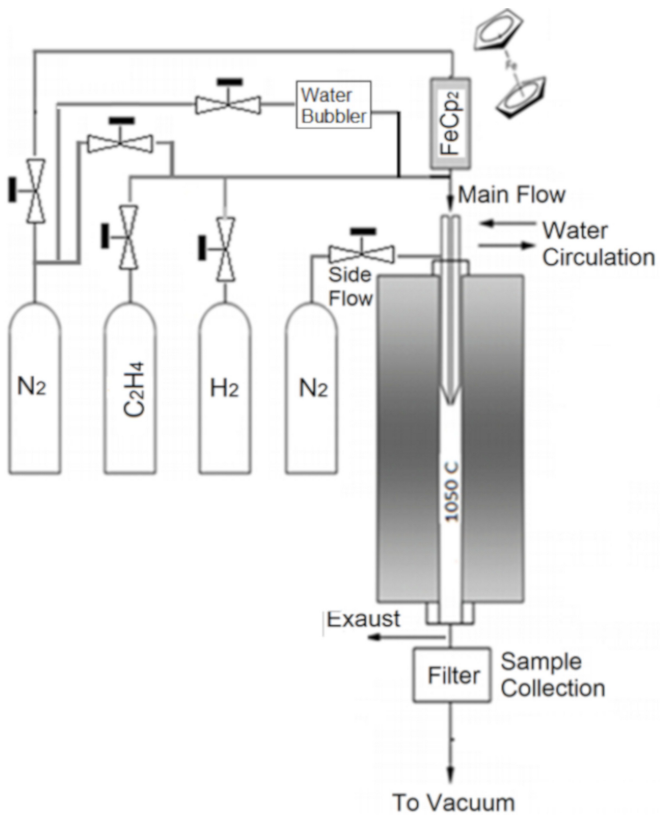 Fe
Water
Bubbler
FeCp2
Main Flow
Water
Circulation
Side
Flow
N2
C2H4
H2
N2
1050 C
Exaust
Filter
Sample
Collection
To Vacuum